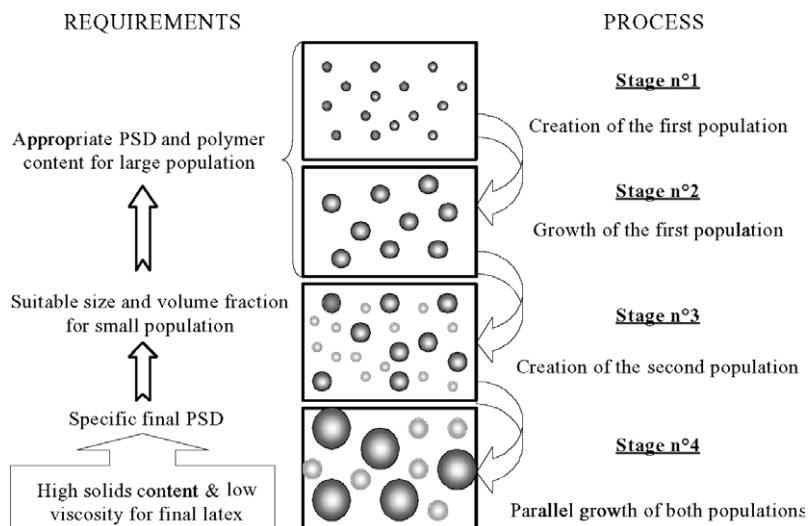 REQUIREMENTS
Appropriate PSD and polymer
content for large population
Suitable size and volume fraction
for small population
Specific final PSD
High solids content & low
viscosity for final latex
PROCESS
Stage n°1
Creation of the first population
Stage n°2
Growth of the first population
Stage n°3
Creation of the second population
Stage n°4
Parallel growth of both populations